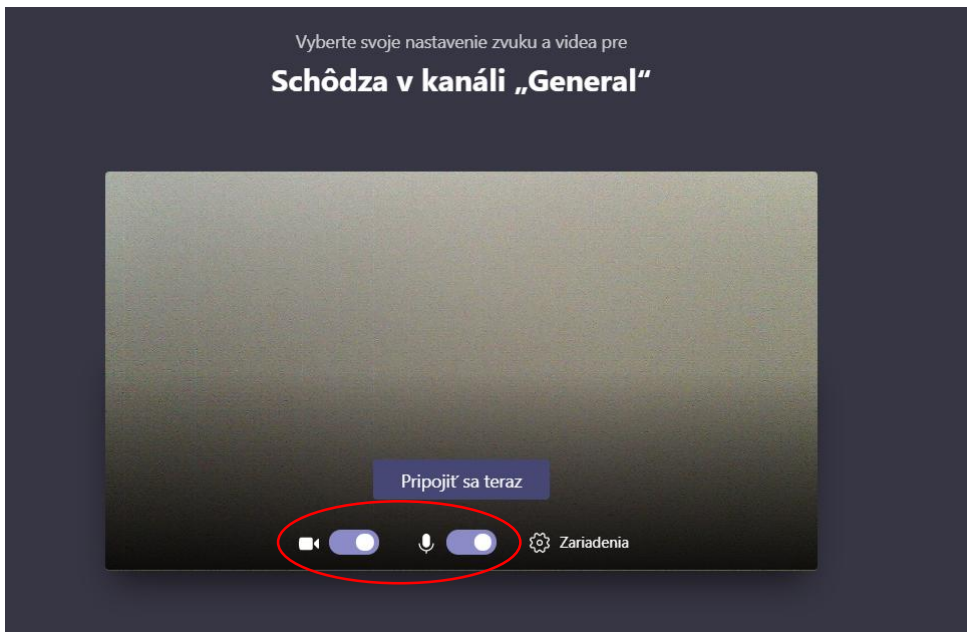 Vyberte svoje nastavenie zvuku a videa pre
Schôdza v kanáli „General“
Pripojiť sa teraz
Zariadenia